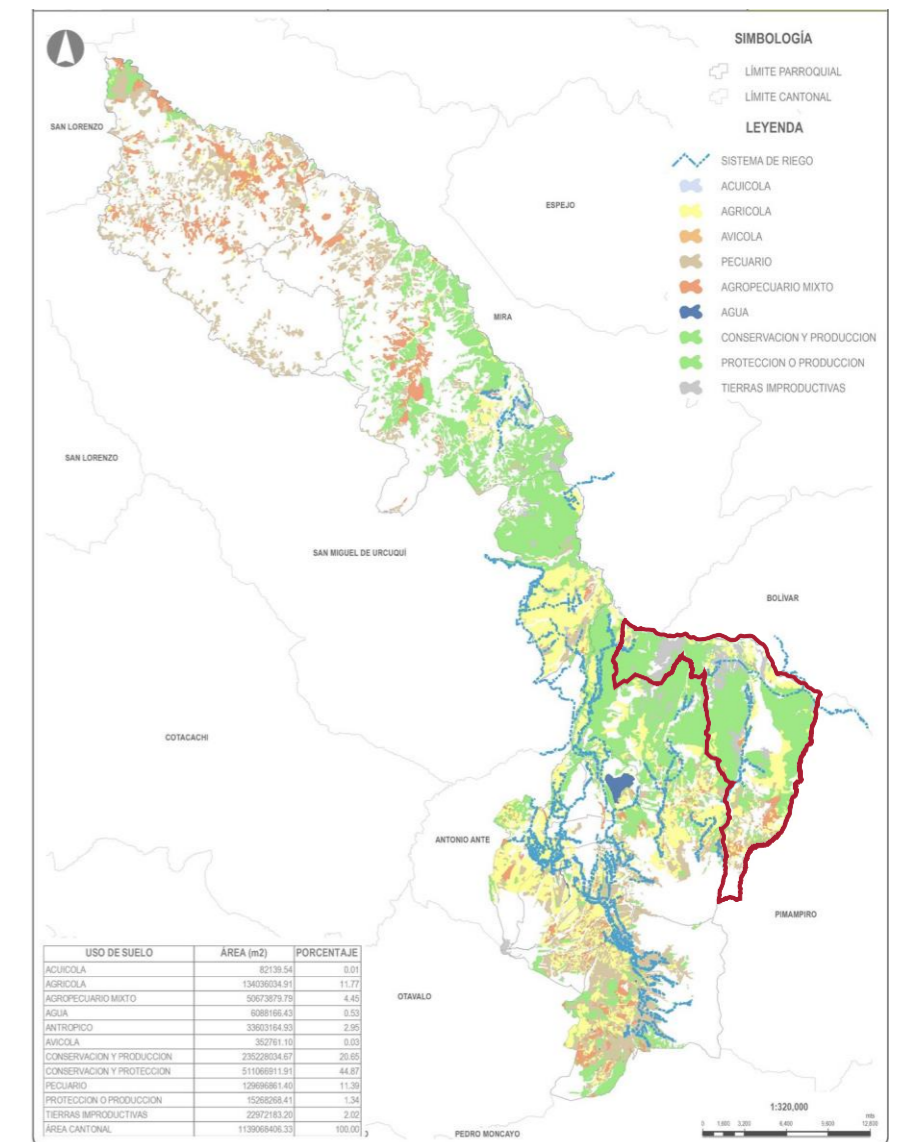 SIMBOLOGÍA
LÍMITE PARROQUIAL
LÍMITE CANTONAL
LEYENDA
SISTEMA DE RIEGO
ACUICOLA
AGRICOLA
AVICOLA
PECUARIO
AGROPECUARIO MIXTO
AGUA
CONSERVACION Y PRODUCCION
PROTECCION O PRODUCCION
TIERRAS IMPRODUCTIVAS
SAN LORENZO
ESPEJO
MIRA
SAN LORENZO
SAN MIGUEL DE URCUQUÍ
BOLÍVAR
COTACACHI
ANTONIO ANTE
PIMAMPIRO
OTAVALO
PEDRO MONCAYO
USO DE SUELO ÁREA (m2) PORCENTAJE
ACUICOLA 82139.54 0.01
AGRICOLA 134036034.91 11.77
AGROPECUARIO MIXTO 50673879.79 4.45
AGUA 6088166.43 0.53
ANTROPICO 33603164.93 2.95
AVICOLA 352761.10 0.03
CONSERVACION Y PRODUCCION 235228034.67 20.65
CONSERVACION Y PROTECCION 511066911.91 44.87
PECUARIO 129696861.40 11.39
PROTECCION O PRODUCCION 15268268.41 1.34
TIERRAS IMPRODUCTIVAS 22972183.20 2.02
ÁREA CANTONAL 1139068406.33 100.00
1:320,000